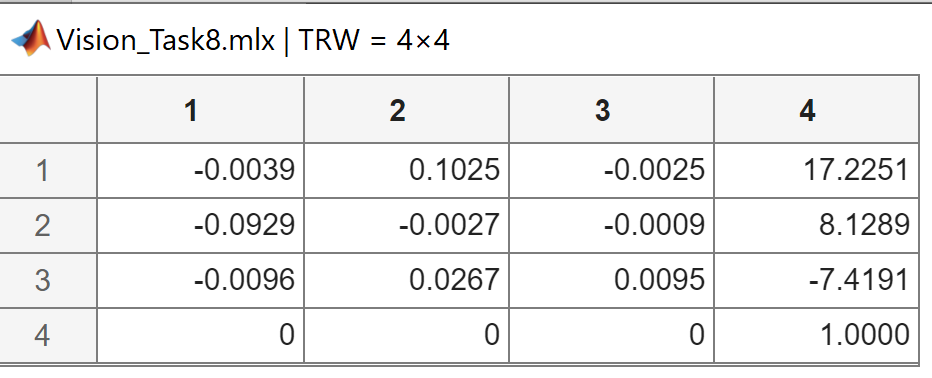 Vision_Task8.mlx | TRW = 4×4
1 2 3 4
1 -0.0039 0.1025 -0.0025 17.2251
2 -0.0929 -0.0027 -0.0009 8.1289
3 -0.0096 0.0267 0.0095 -7.4191
4 0 0 0 1.0000